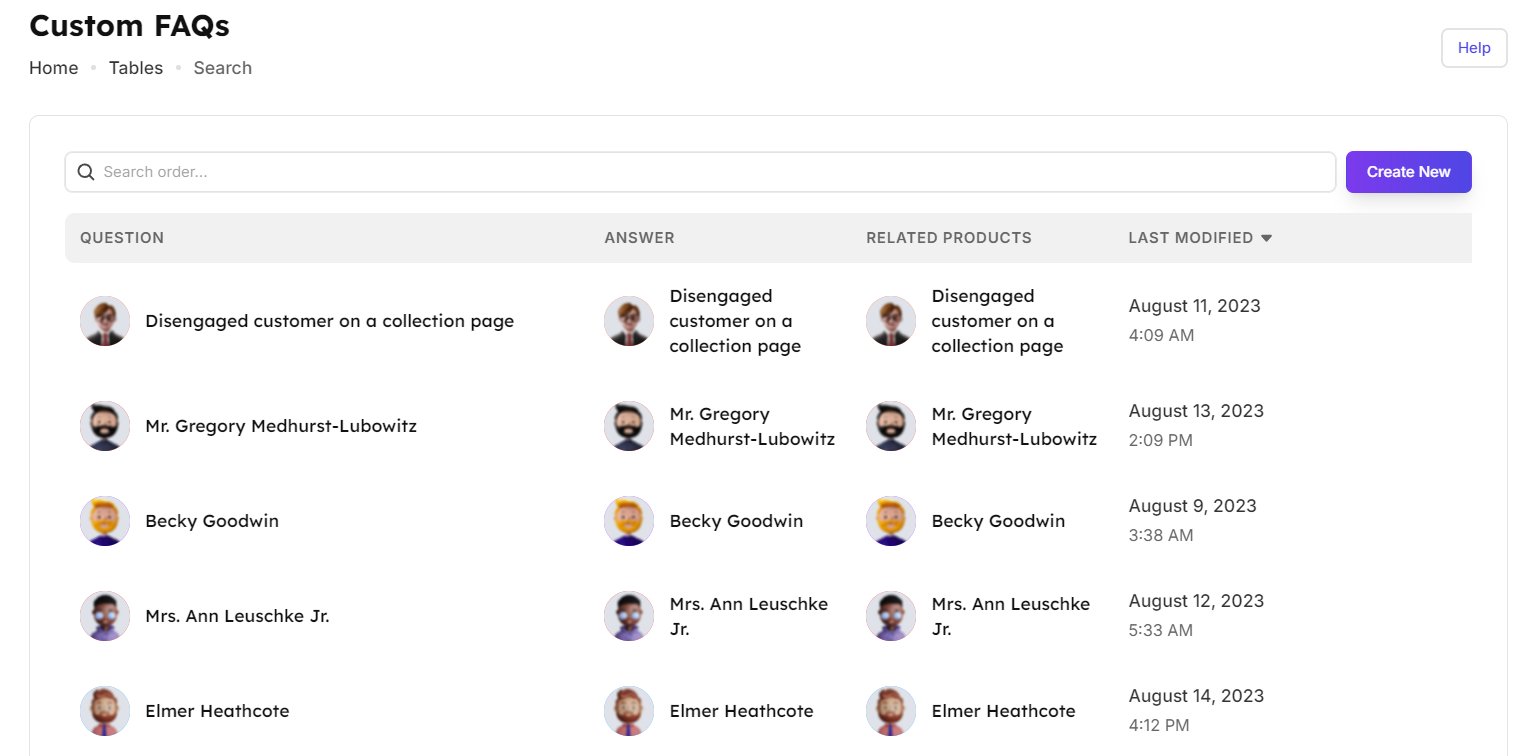 Custom FAQs
Home • Tables • Search
Help
Search order...
Create New
QUESTION ANSWER RELATED PRODUCTS LAST MODIFIED
Disengaged customer on a collection page
Disengaged
customer on a
collection page
Disengaged
customer on a
collection page
August 11, 2023
4:09 AM
Mr. Gregory Medhurst-Lubowitz
Mr. Gregory
Medhurst-Lubowitz
Mr. Gregory
Medhurst-Lubowitz
August 13, 2023
2:09 PM
Becky Goodwin
Becky Goodwin
Becky Goodwin
August 9, 2023
3:38 AM
Mrs. Ann Leuschke Jr.
Mrs. Ann Leuschke
Jr.
Mrs. Ann Leuschke
Jr.
August 12, 2023
5:33 AM
Elmer Heathcote
Elmer Heathcote
Elmer Heathcote
August 14, 2023
4:12 PM